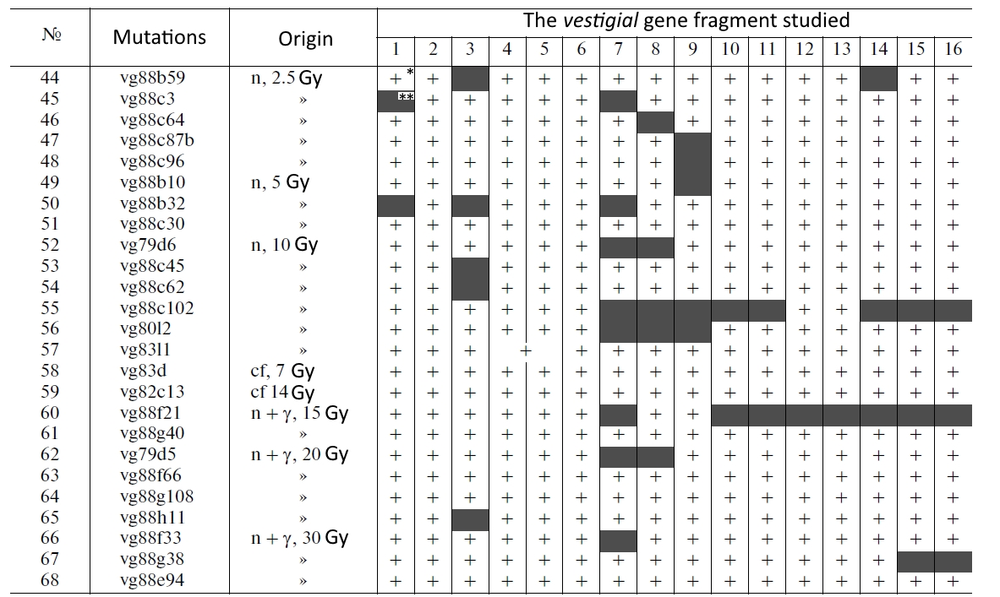 № Mutations Origin The vestigial gene fragment studied
1 2 3 4 5 6 7 8 9 10 11 12 13 14 15 16
44 vg88b59 n, 2.5 Gy +* + + + + + + + + + + + + +
45 vg88c3 » ** + + + + + + + + + + + + + +
46 vg88c64 » + + + + + + + + + + + + + + +
47 vg88c87b » + + + + + + + + + + + + + + +
48 vg88c96 » + + + + + + + + + + + + + + +
49 vg88b10 n, 5 Gy + + + + + + + + + + + + + + +
50 vg88b32 » + + + + + + + + + + + + +
51 vg88c30 » + + + + + + + + + + + + + + + +
52 vg79d6 n, 10 Gy + + + + + + + + + + + + + +
53 vg88c45 » + + + + + + + + + + + + + + +
54 vg88c62 » + + + + + + + + + + + + + + +
55 vg88c102 » + + + + + + + +
56 vg80l2 » + + + + + + + + + + + + +
57 vg83l1 » + + + + + + + + + + + + + + +
58 vg83d cf, 7 Gy + + + + + + + + + + + + + + + +
59 vg82c13 cf 14 Gy + + + + + + + + + + + + + + + +
60 vg88f21 n + γ, 15 Gy + + + + + + + +
61 vg88g40 » + + + + + + + + + + + + + + + +
62 vg79d5 n + γ, 20 Gy + + + + + + + + + + + + + +
63 vg88f66 » + + + + + + + + + + + + + + + +
64 vg88g108 » + + + + + + + + + + + + + + + +
65 vg88h11 » + + + + + + + + + + + + + + +
66 vg88f33 n + γ, 30 Gy + + + + + + + + + + + + + + +
67 vg88g38 » + + + + + + + + + + + + + +
68 vg88e94 » + + + + + + + + + + + + + + + +